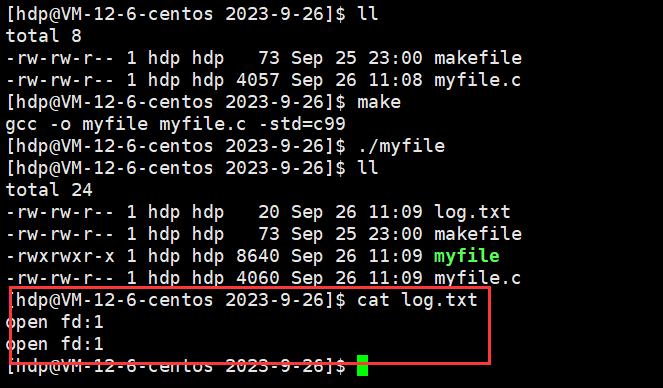 [hdp@VM-12-6-centos 2023-9-26]$ ll
total 8
-rw-rw-r-- 1 hdp hdp   73 Sep 25 23:00 makefile
-rw-rw-r-- 1 hdp hdp 4057 Sep 26 11:08 myfile.c
[hdp@VM-12-6-centos 2023-9-26]$ make
gcc -o myfile myfile.c -std=c99
[hdp@VM-12-6-centos 2023-9-26]$ ./myfile
[hdp@VM-12-6-centos 2023-9-26]$ ll
total 24
-rw-rw-r-- 1 hdp hdp   20 Sep 26 11:09 log.txt
-rw-rw-r-- 1 hdp hdp   73 Sep 25 23:00 makefile
-rwxrwxr-x 1 hdp hdp 8640 Sep 26 11:09 myfile
-rw-rw-r-- 1 hdp hdp 4060 Sep 26 11:09 myfile.c
[hdp@VM-12-6-centos 2023-9-26]$ cat log.txt
open fd:1
open fd:1
[hdp@VM-12-6-centos 2023-9-26]$